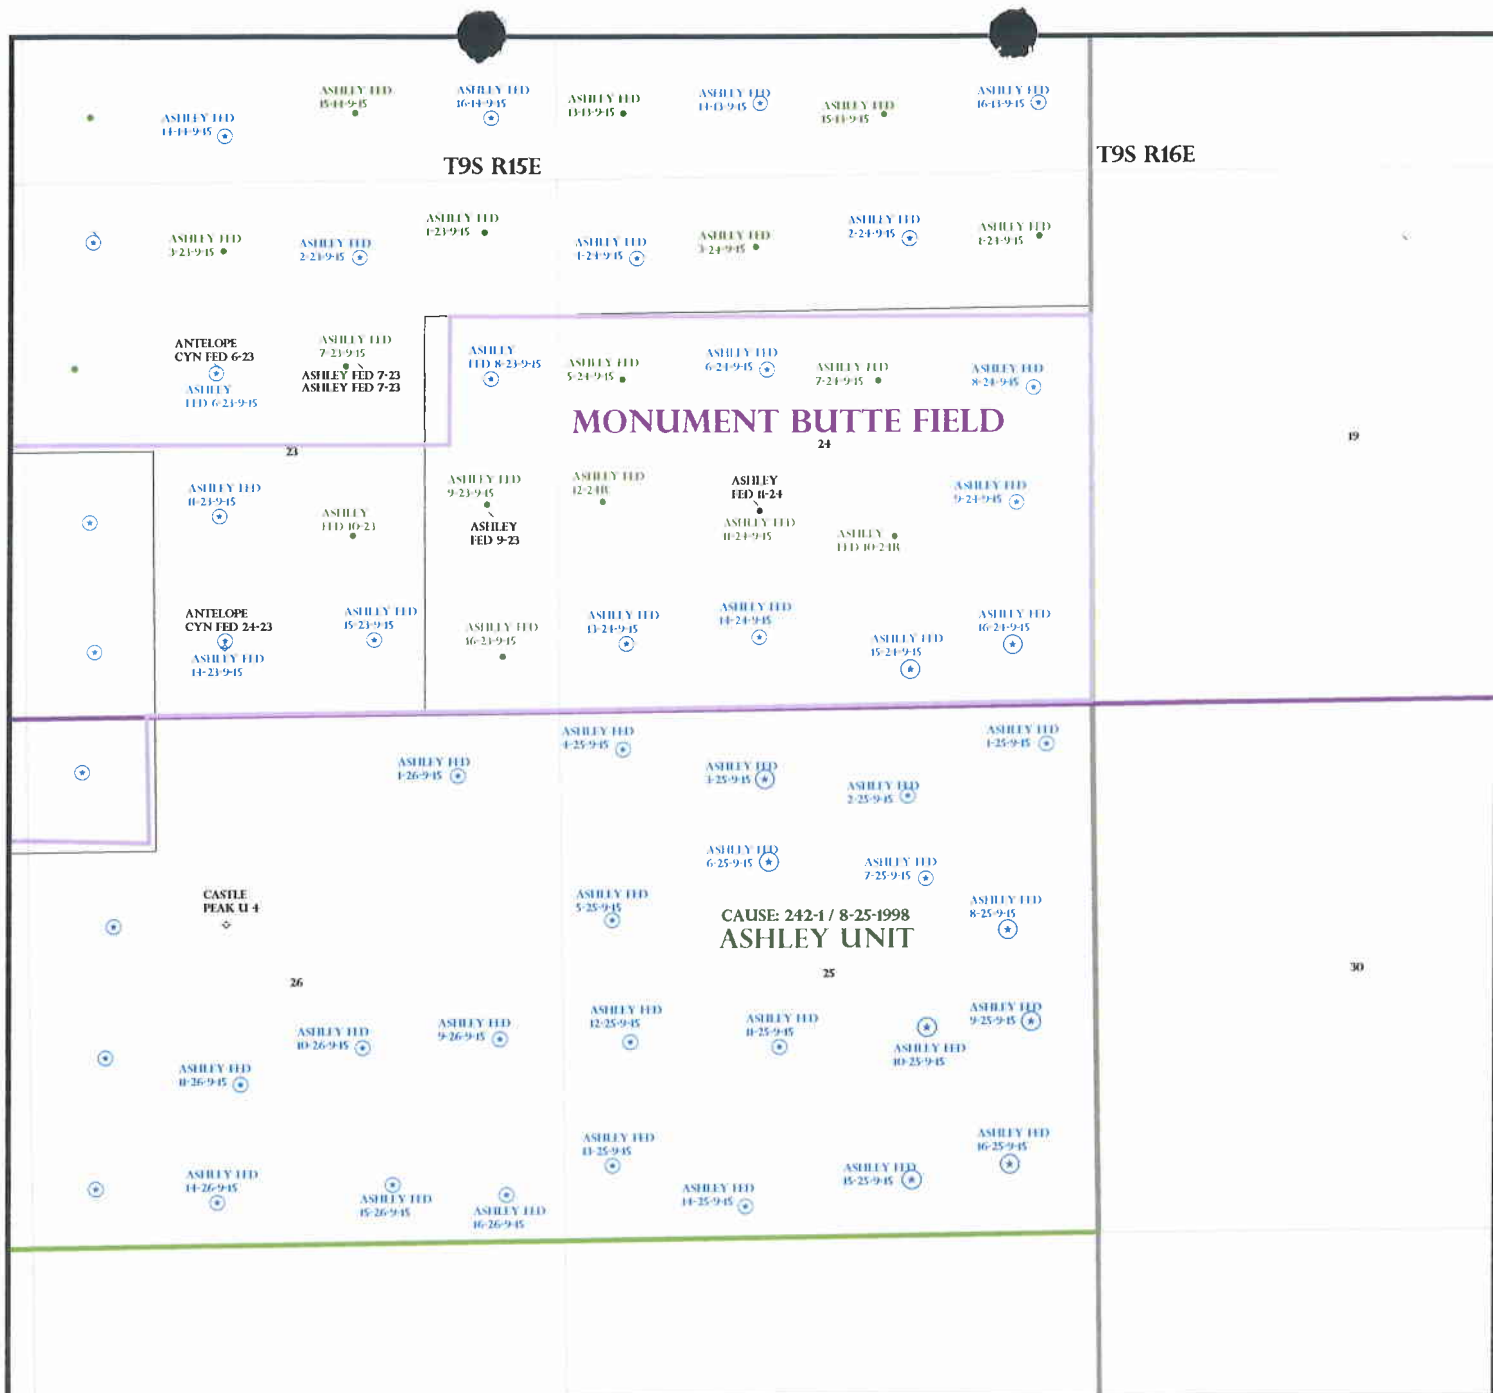 ASHLEY FED
14-14-9-15
ASHLEY FED
15-14-9-15
ASHLEY FED
16-14-9-15
ASHLEY FED
13-13-9-15
ASHLEY FED
14-13-9-15
ASHLEY FED
15-13-9-15
ASHLEY FED
16-13-9-15
T9S R15E
T9S R16E
ASHLEY FED
3-23-9-15
ASHLEY FED
2-23-9-15
ASHLEY FED
1-23-9-15
ASHLEY FED
4-24-9-15
ASHLEY FED
3-24-9-15
ASHLEY FED
2-24-9-15
ASHLEY FED
1-24-9-15
ANTELOPE
CYN FED 6-23
ASHLEY
FED 6-23-9-15
ASHLEY FED
7-23-9-15
ASHLEY FED 7-23
ASHLEY FED 7-23
ASHLEY
FED 8-23-9-15
ASHLEY FED
5-24-9-15
ASHLEY FED
6-24-9-15
ASHLEY FED
7-24-9-15
ASHLEY FED
8-24-9-15
MONUMENT BUTTE FIELD
23
24
19
ASHLEY FED
11-23-9-15
ASHLEY
FED 10-23
ASHLEY FED
9-23-9-15
ASHLEY
FED 9-23
ASHLEY FED
12-24R
ASHLEY
FED 11-24
ASHLEY FED
11-24-9-15
ASHLEY
FED 10-24R
ASHLEY FED
9-24-9-15
ANTELOPE
CYN FED 24-23
ASHLEY FED
14-23-9-15
ASHLEY FED
15-23-9-15
ASHLEY FED
16-23-9-15
ASHLEY FED
13-24-9-15
ASHLEY FED
14-24-9-15
ASHLEY FED
15-24-9-15
ASHLEY FED
16-24-9-15
ASHLEY FED
1-26-9-15
ASHLEY FED
4-25-9-15
ASHLEY FED
3-25-9-15
ASHLEY FED
2-25-9-15
ASHLEY FED
1-25-9-15
CASTLE
PEAK U 4
ASHLEY FED
5-25-9-15
ASHLEY FED
6-25-9-15
ASHLEY FED
7-25-9-15
ASHLEY FED
8-25-9-15
CAUSE: 242-1 / 8-25-1998
ASHLEY UNIT
26
25
30
ASHLEY FED
11-26-9-15
ASHLEY FED
10-26-9-15
ASHLEY FED
9-26-9-15
ASHLEY FED
12-25-9-15
ASHLEY FED
11-25-9-15
ASHLEY FED
10-25-9-15
ASHLEY FED
9-25-9-15
ASHLEY FED
14-26-9-15
ASHLEY FED
15-26-9-15
ASHLEY FED
16-26-9-15
ASHLEY FED
13-25-9-15
ASHLEY FED
14-25-9-15
ASHLEY FED
15-25-9-15
ASHLEY FED
16-25-9-15